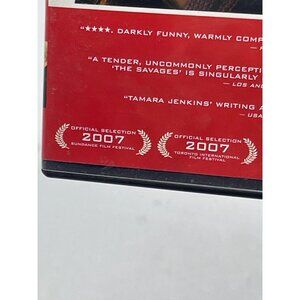 "★★★★. DARKLY FUNNY, WARMLY COMP
"A TENDER, UNCOMMONLY PERCEPTI
'THE SAVAGES' IS SINGULARLY
— LOS AN
"TAMARA JENKINS' WRITING A
— USA
OFFICIAL SELECTION
2007
SUNDANCE FILM FESTIVAL
OFFICIAL SELECTION
2007
TORONTO INTERNATIONAL
FILM FESTIVAL